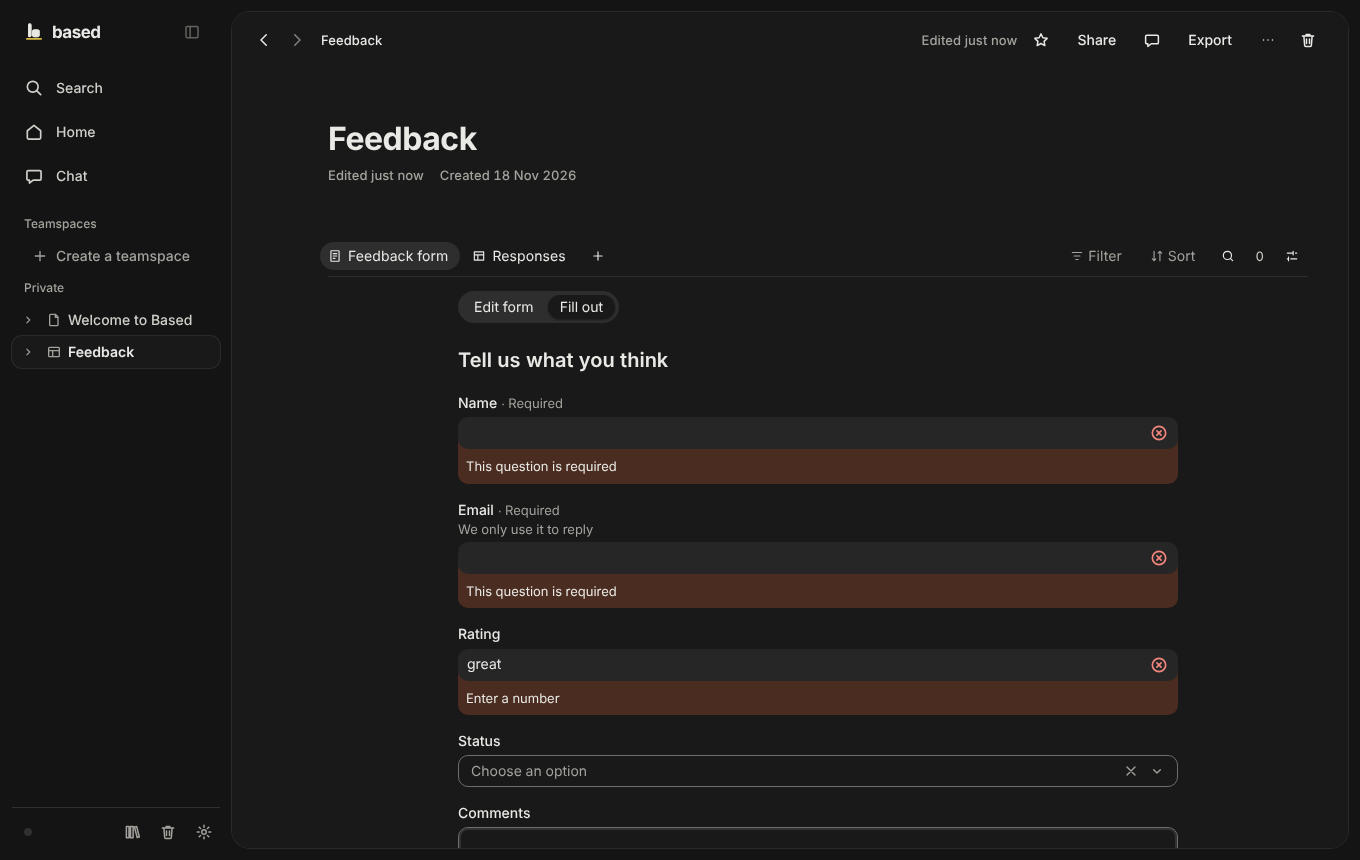 based
Search
Home
Chat
Teamspaces
Create a teamspace
Private
Welcome to Based
Feedback
Feedback
Edited just now
Share
Export
Feedback
Edited just now Created 18 Nov 2026
Feedback form
Responses
Filter
Sort
0
Edit form
Fill out
Tell us what you think
Name · Required
This question is required
Email · Required
We only use it to reply
This question is required
Rating
great
Enter a number
Status
Choose an option
Comments